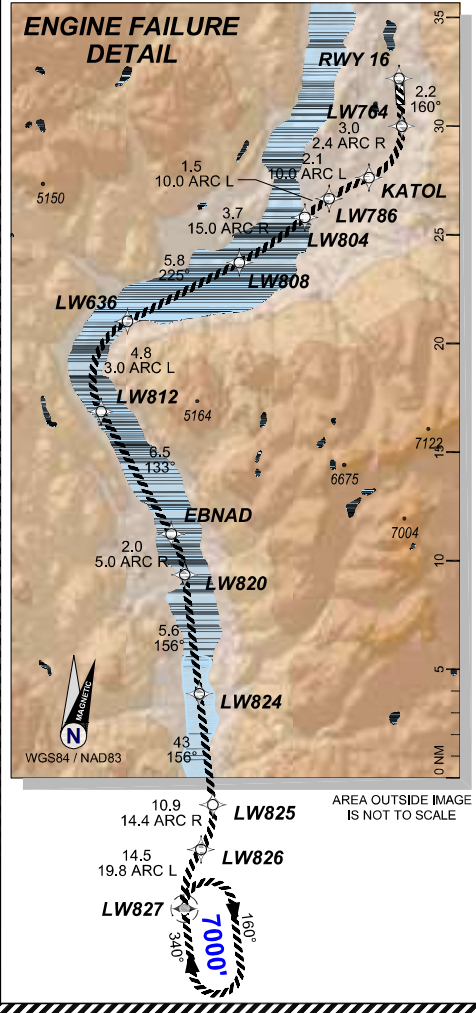 ENGINE FAILURE
DETAIL
RWY 16
2.2
160°
LW764
3.0
2.4 ARC R
2.1
10.0 ARC L
1.5
10.0 ARC L
KATOL
LW786
3.7
15.0 ARC R
LW804
5.8
225°
LW808
LW636
4.8
3.0 ARC L
LW812
6.5
133°
EBNAD
2.0
5.0 ARC R
LW820
5.6
156°
LW824
43
156°
5150
5164
7122
6675
7004
35
30
20
15
10
5
0 NM
MAGNETIC
N
WGS84 / NAD83
AREA OUTSIDE IMAGE
IS NOT TO SCALE
10.9
14.4 ARC R
LW825
14.5
19.8 ARC L
LW826
LW827
7000'
160°
340°